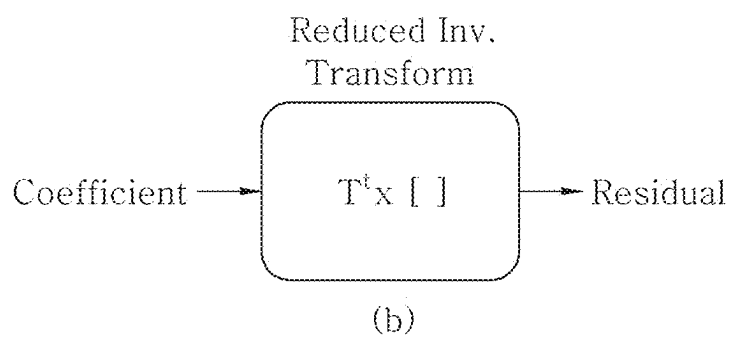 Reduced Inv.
Transform
Coefficient
Tᵗx [ ]
Residual
(b)